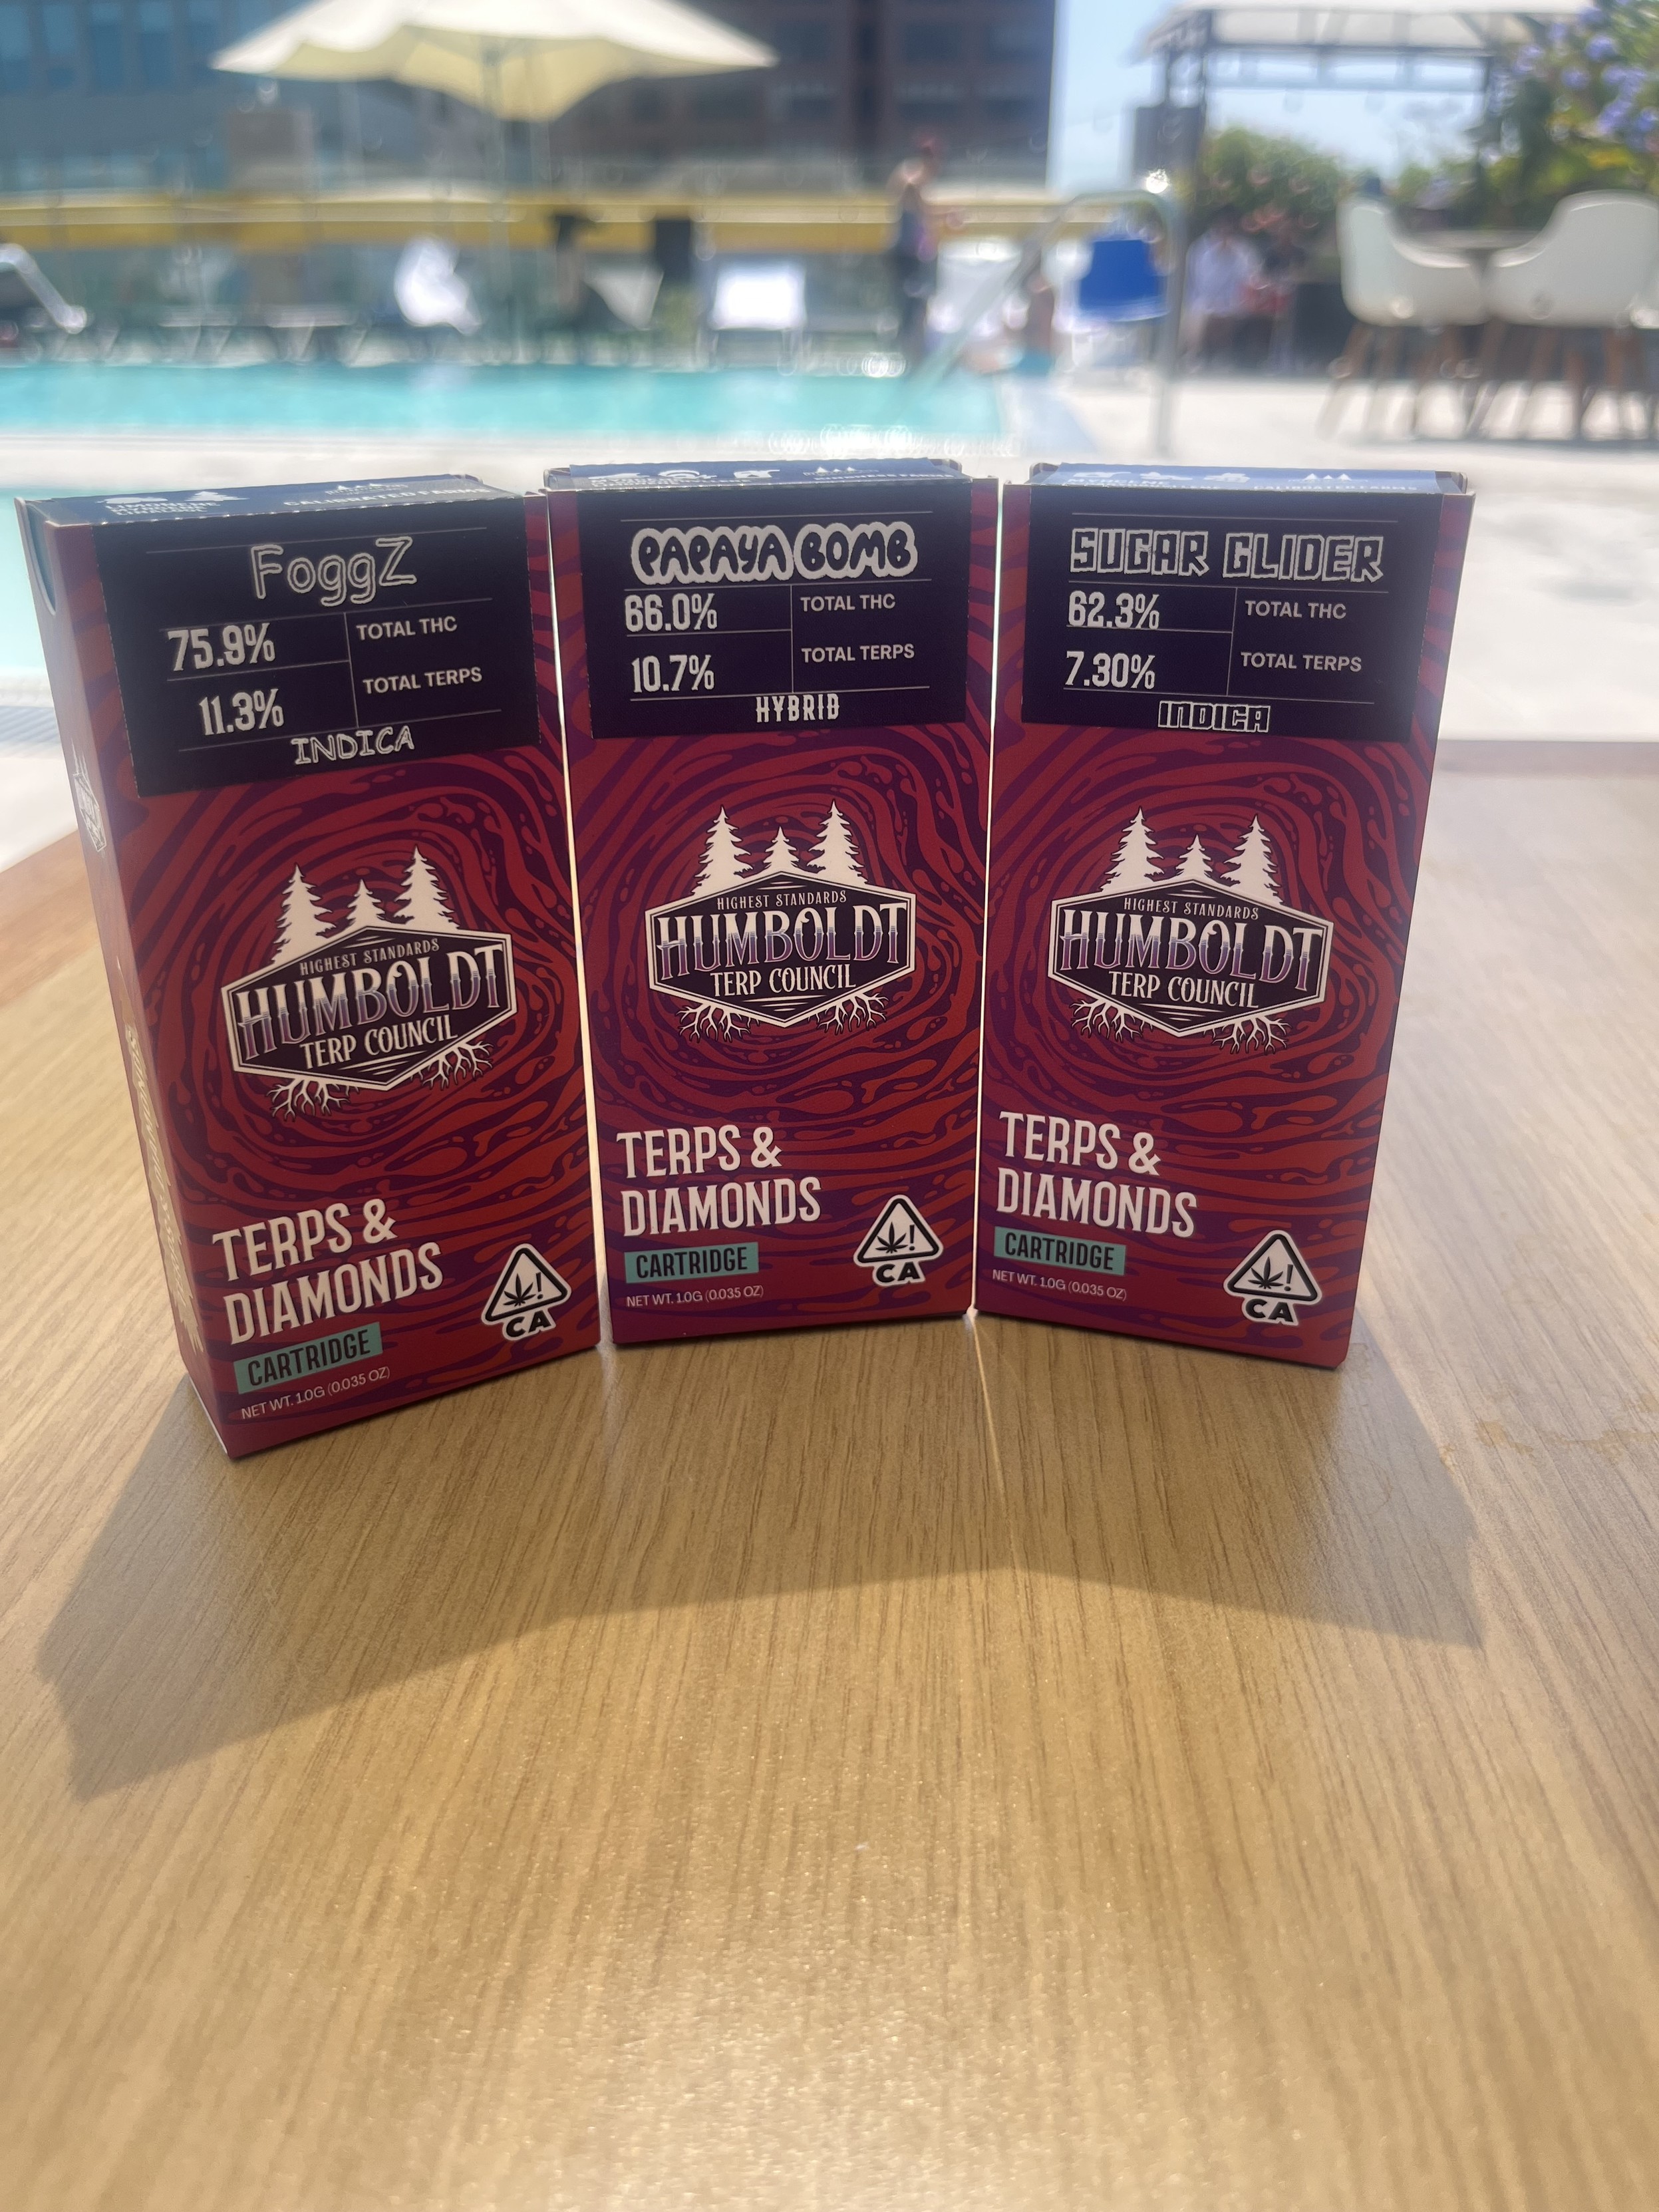 FoggZ
75.9%
TOTAL THC
11.3%
TOTAL TERPS
INDICA
HIGHEST STANDARDS
HUMBOLDT
TERP COUNCIL
TERPS &
DIAMONDS
CARTRIDGE
NET WT. 1.0G (0.035 OZ)
CA
PAPAYA BOMB
66.0%
TOTAL THC
10.7%
TOTAL TERPS
HYBRID
HIGHEST STANDARDS
HUMBOLDT
TERP COUNCIL
TERPS &
DIAMONDS
CARTRIDGE
NET WT. 1.0G (0.035 OZ)
CA
SUGAR GLIDER
62.3%
TOTAL THC
7.30%
TOTAL TERPS
INDICA
HIGHEST STANDARDS
HUMBOLDT
TERP COUNCIL
TERPS &
DIAMONDS
CARTRIDGE
NET WT. 1.0G (0.035 OZ)
CA